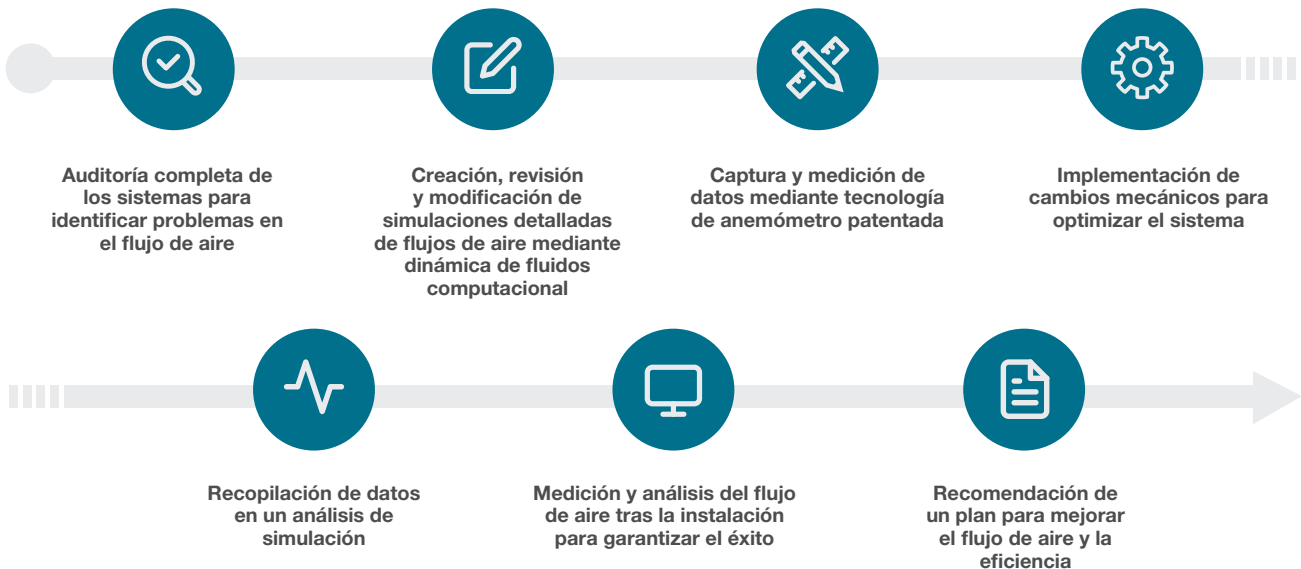 Auditoría completa de
los sistemas para
identificar problemas en
el flujo de aire
Creación, revisión
y modificación de
simulaciones detalladas
de flujos de aire mediante
dinámica de fluidos
computacional
Captura y medición de
datos mediante tecnología
de anemómetro patentada
Implementación de
cambios mecánicos para
optimizar el sistema
Recopilación de datos
en un análisis de
simulación
Medición y análisis del flujo
de aire tras la instalación
para garantizar el éxito
Recomendación de
un plan para mejorar
el flujo de aire y la
eficiencia